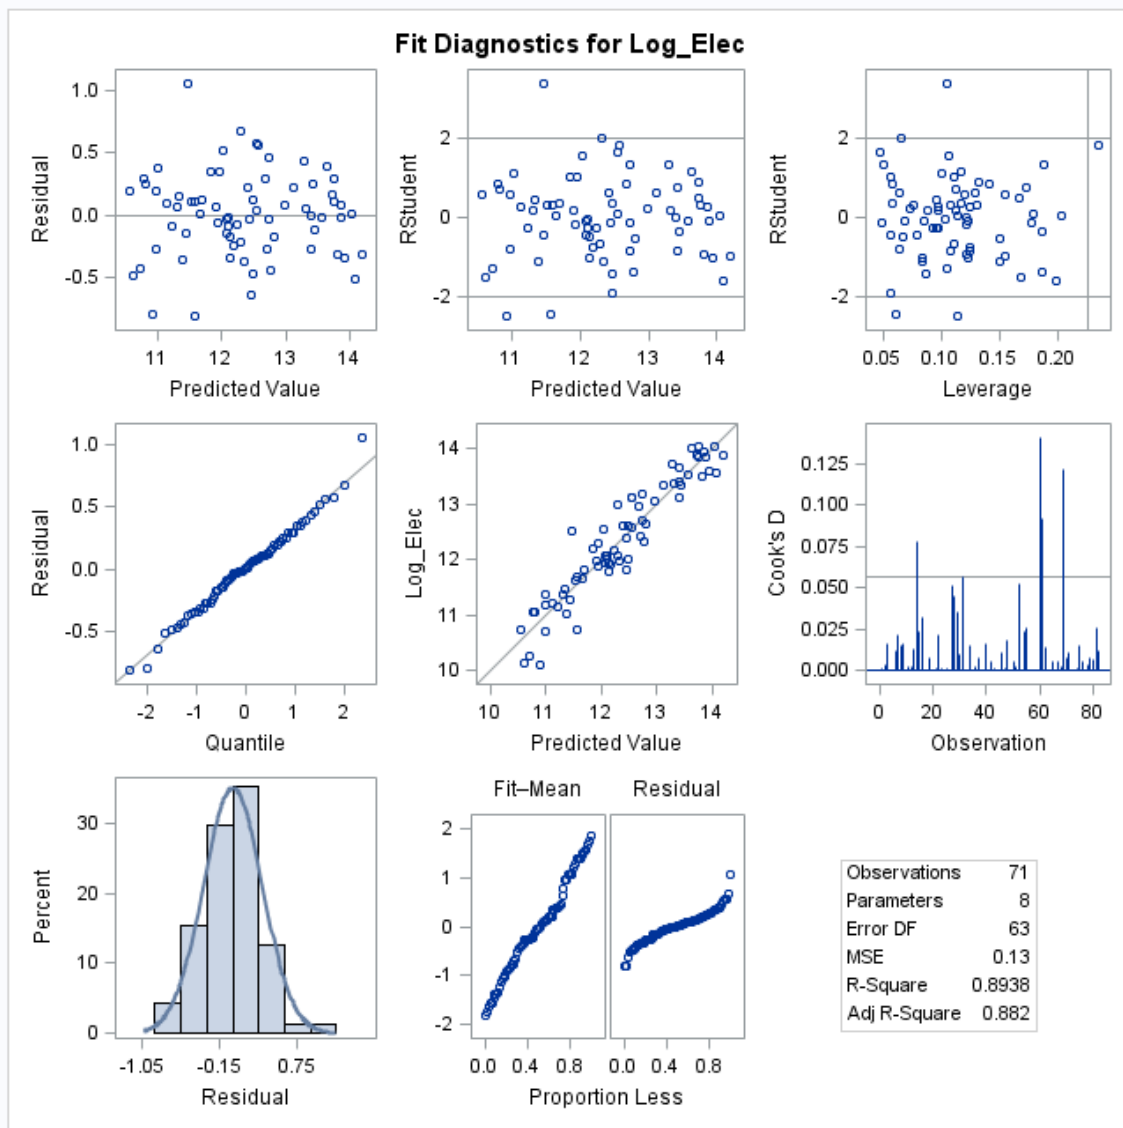 Fit Diagnostics for Log_Elec
1.0
0.5
0.0
-0.5
Residual
11 12 13 14
Predicted Value
2
0
-2
RStudent
11 12 13 14
Predicted Value
2
0
-2
RStudent
0.05 0.10 0.15 0.20
Leverage
1.0
0.5
0.0
-0.5
Residual
-2 -1 0 1 2
Quantile
14
13
12
11
10
Log_Elec
10 11 12 13 14
Predicted Value
0.125
0.100
0.075
0.050
0.025
0.000
Cook's D
0 20 40 60 80
Observation
30
20
10
0
Percent
-1.05 -0.15 0.75
Residual
Fit–Mean Residual
2
1
0
-1
-2
0.0 0.4 0.8 0.0 0.4 0.8
Proportion Less
Observations 71
Parameters 8
Error DF 63
MSE 0.13
R-Square 0.8938
Adj R-Square 0.882